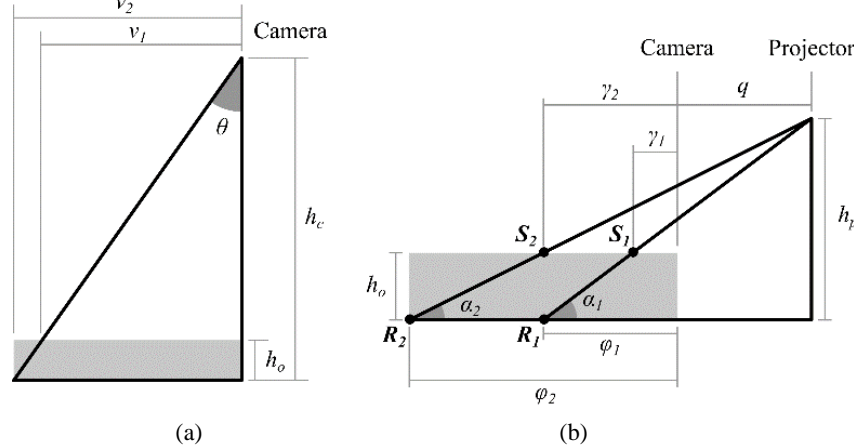 v2
v1
Camera
θ
hc
ho
(a)
Camera
Projector
γ2
q
γ1
S2
S1
hp
ho
α2
α1
R2
R1
φ1
φ2
(b)